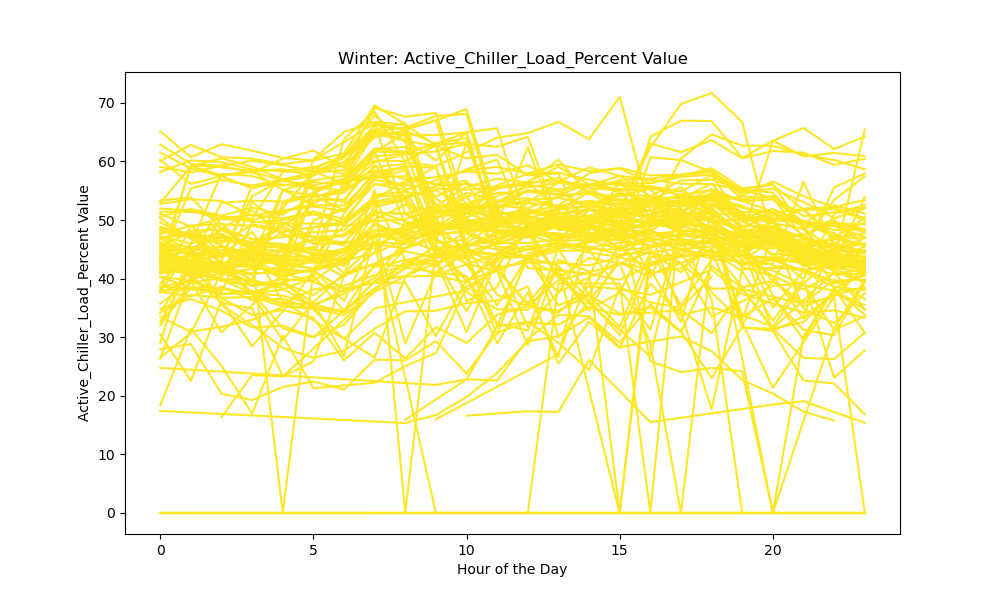 Winter: Active_Chiller_Load_Percent Value
Active_Chiller_Load_Percent Value
70
60
50
40
30
20
10
0
0 5 10 15 20
Hour of the Day